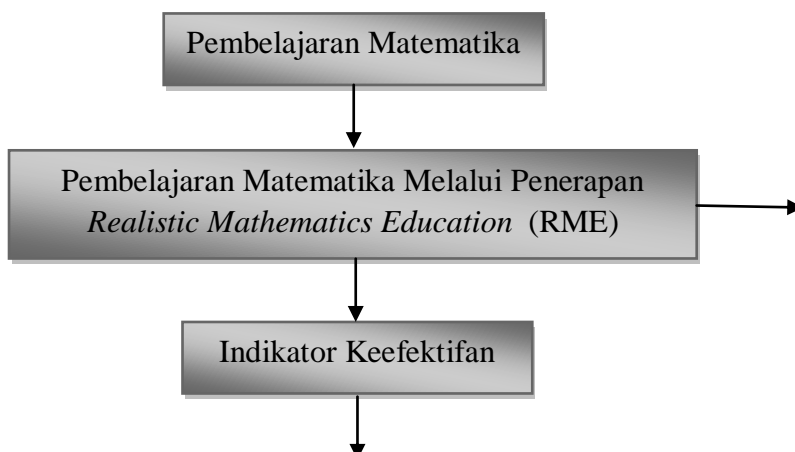 Pembelajaran Matematika
Pembelajaran Matematika Melalui Penerapan
Realistic Mathematics Education (RME)
Indikator Keefektifan